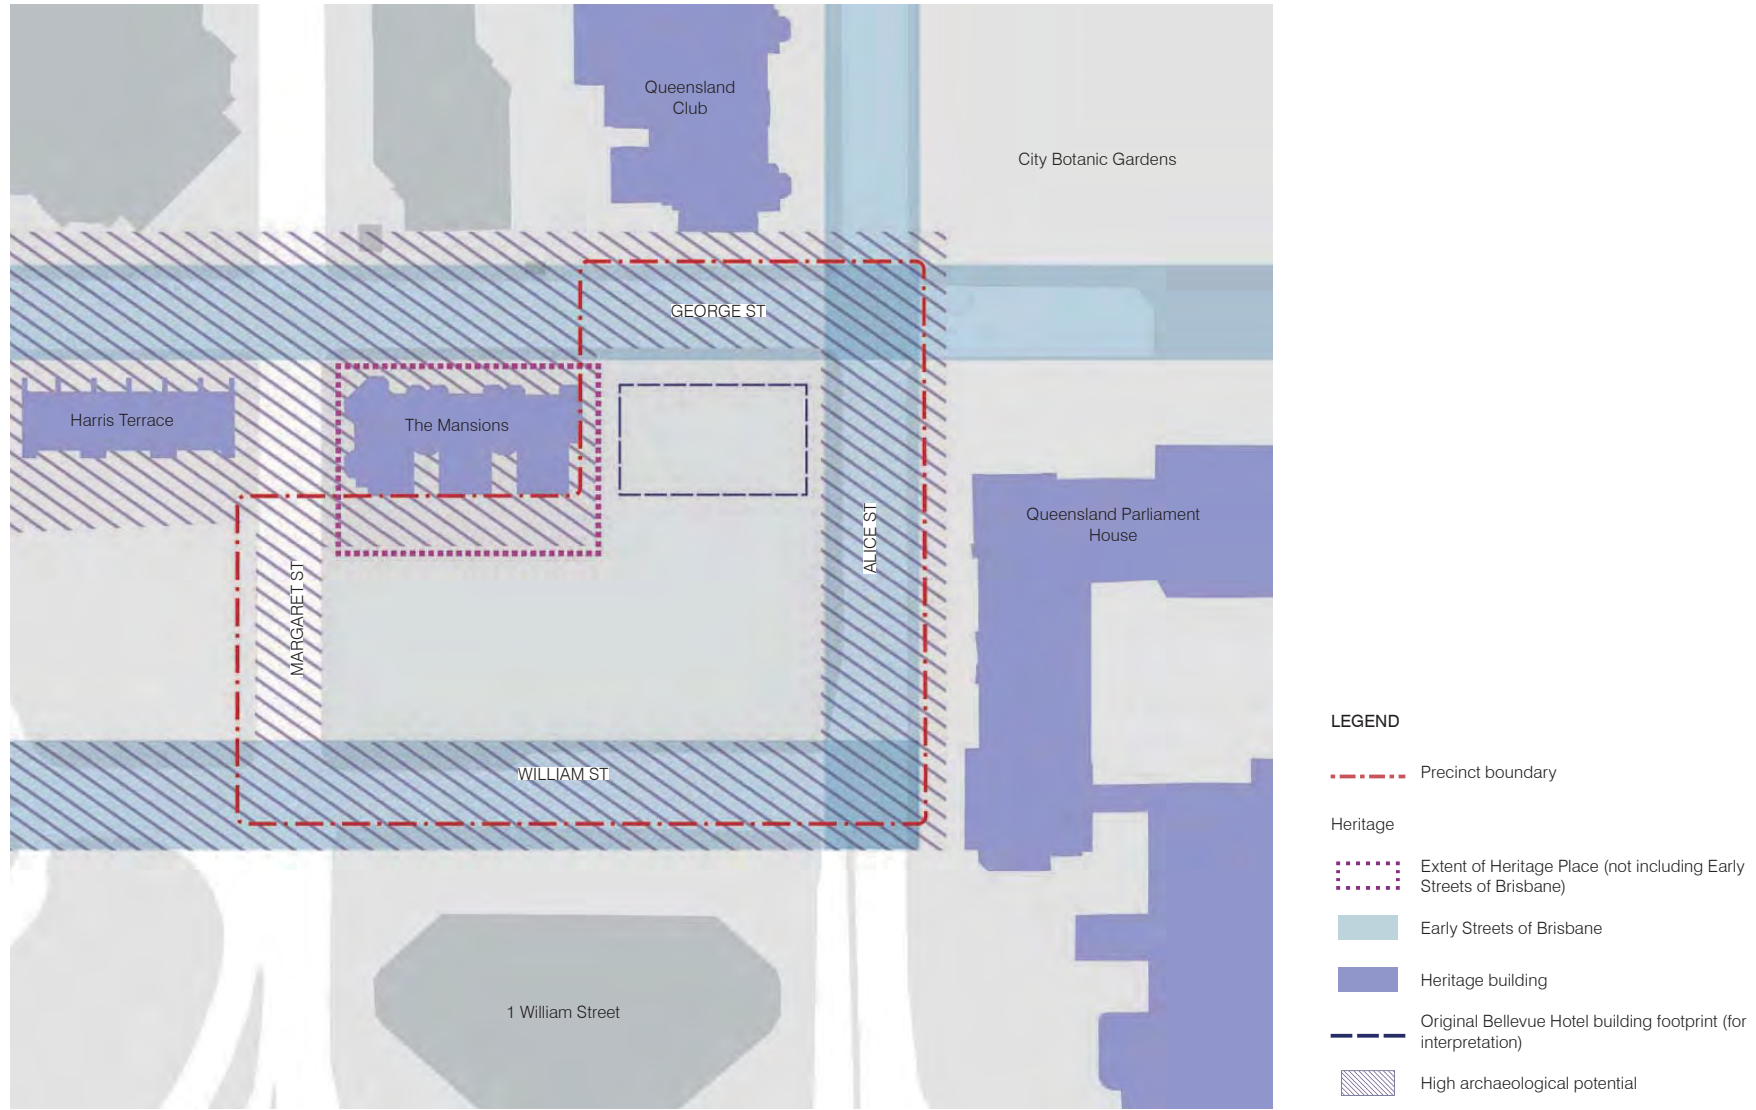 Queensland
Club
City Botanic Gardens
GEORGE ST
Harris Terrace
The Mansions
ALICE ST
Queensland Parliament
House
MARGARET ST
WILLIAM ST
1 William Street
LEGEND
Precinct boundary
Heritage
Extent of Heritage Place (not including Early
Streets of Brisbane)
Early Streets of Brisbane
Heritage building
Original Bellevue Hotel building footprint (for
interpretation)
High archaeological potential